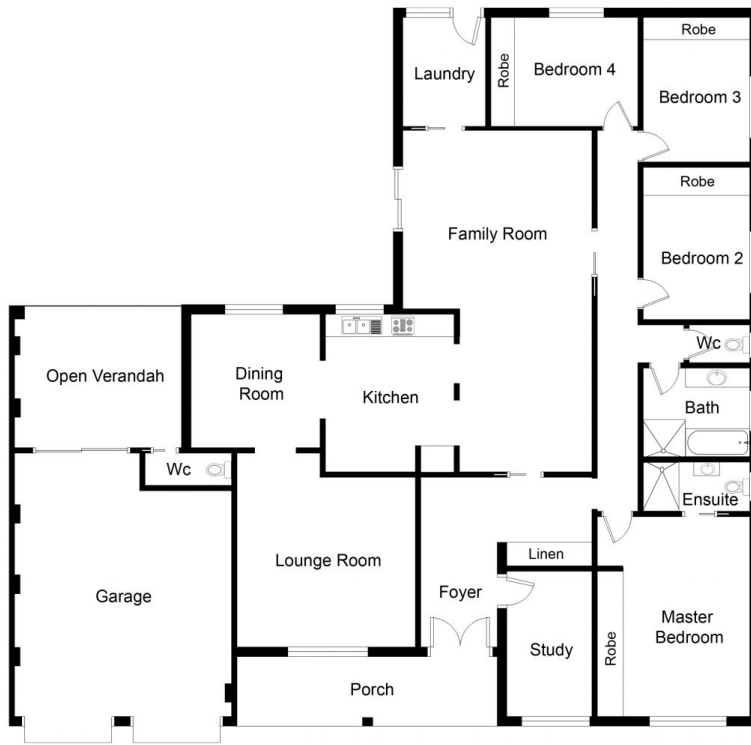 Robe
Laundry
Robe
Bedroom 4
Bedroom 3
Robe
Family Room
Bedroom 2
Wc
Open Verandah
Dining
Room
Kitchen
Bath
Wc
Ensuite
Lounge Room
Linen
Garage
Foyer
Study
Robe
Master
Bedroom
Porch